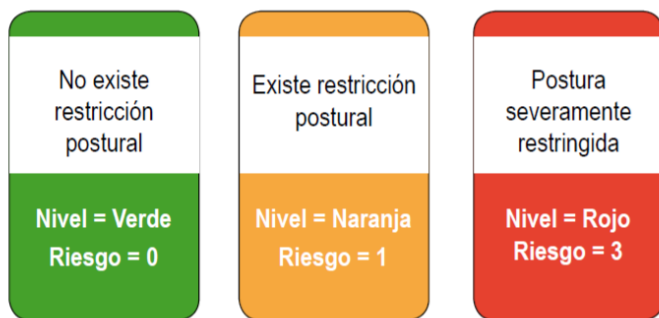 No existe
restricción
postural
Nivel = Verde
Riesgo = 0
Existe restricción
postural
Nivel = Naranja
Riesgo = 1
Postura
severamente
restringida
Nivel = Rojo
Riesgo = 3